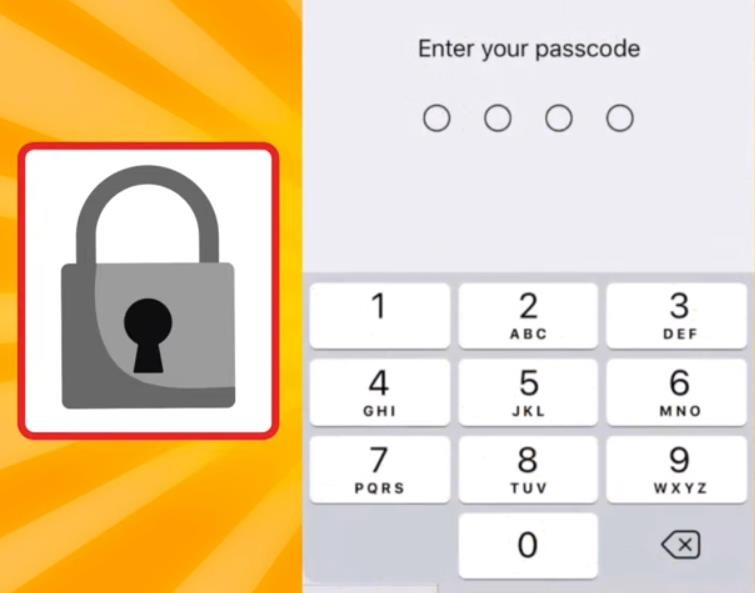 Enter your passcode
1
2
ABC
3
DEF
4
GHI
5
JKL
6
MNO
7
PQRS
8
TUV
9
WXYZ
0